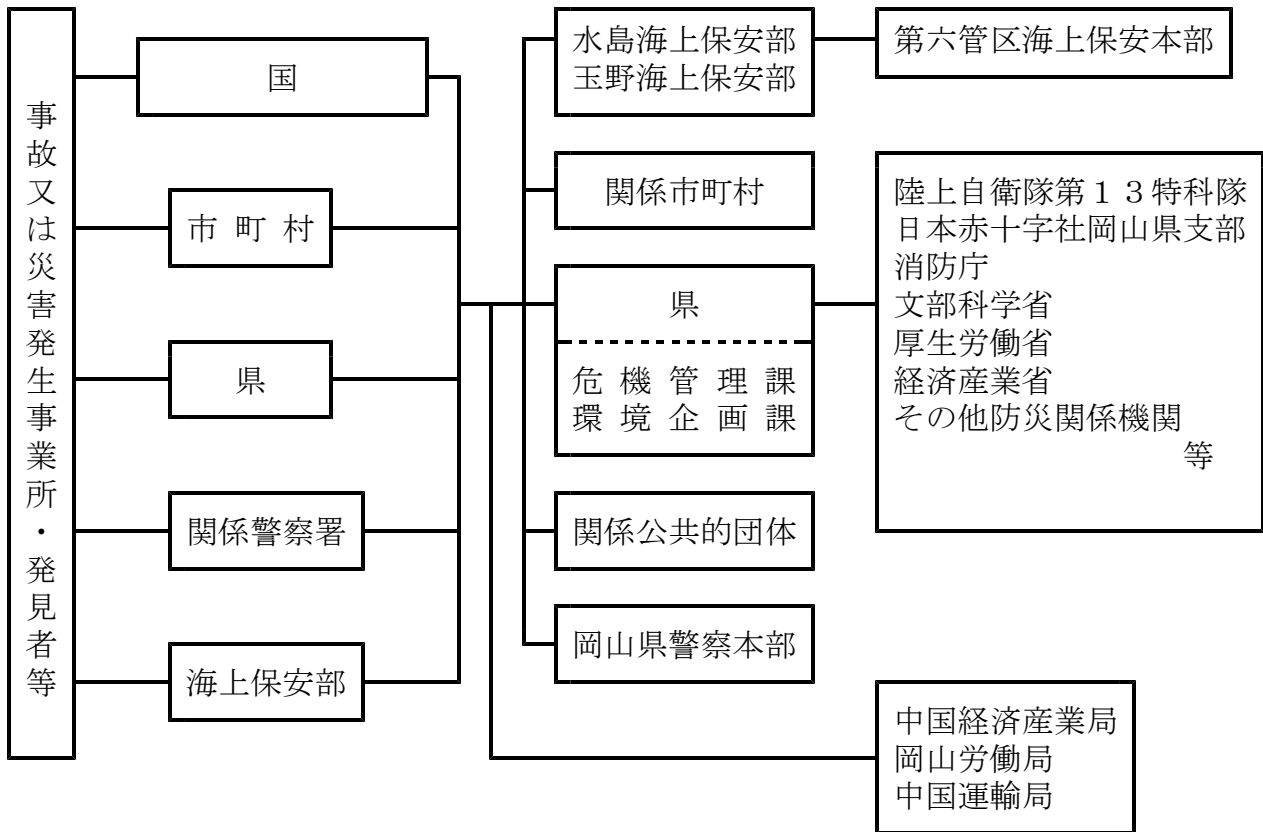 事故又は災害発生事業所・発見者等
国
市町村
県
関係警察署
海上保安部
水島海上保安部
玉野海上保安部
第六管区海上保安本部
関係市町村
県
危機管理課
環境企画課
陸上自衛隊第１３特科隊
日本赤十字社岡山県支部
消防庁
文部科学省
厚生労働省
経済産業省
その他防災関係機関
等
関係公共的団体
岡山県警察本部
中国経済産業局
岡山労働局
中国運輸局